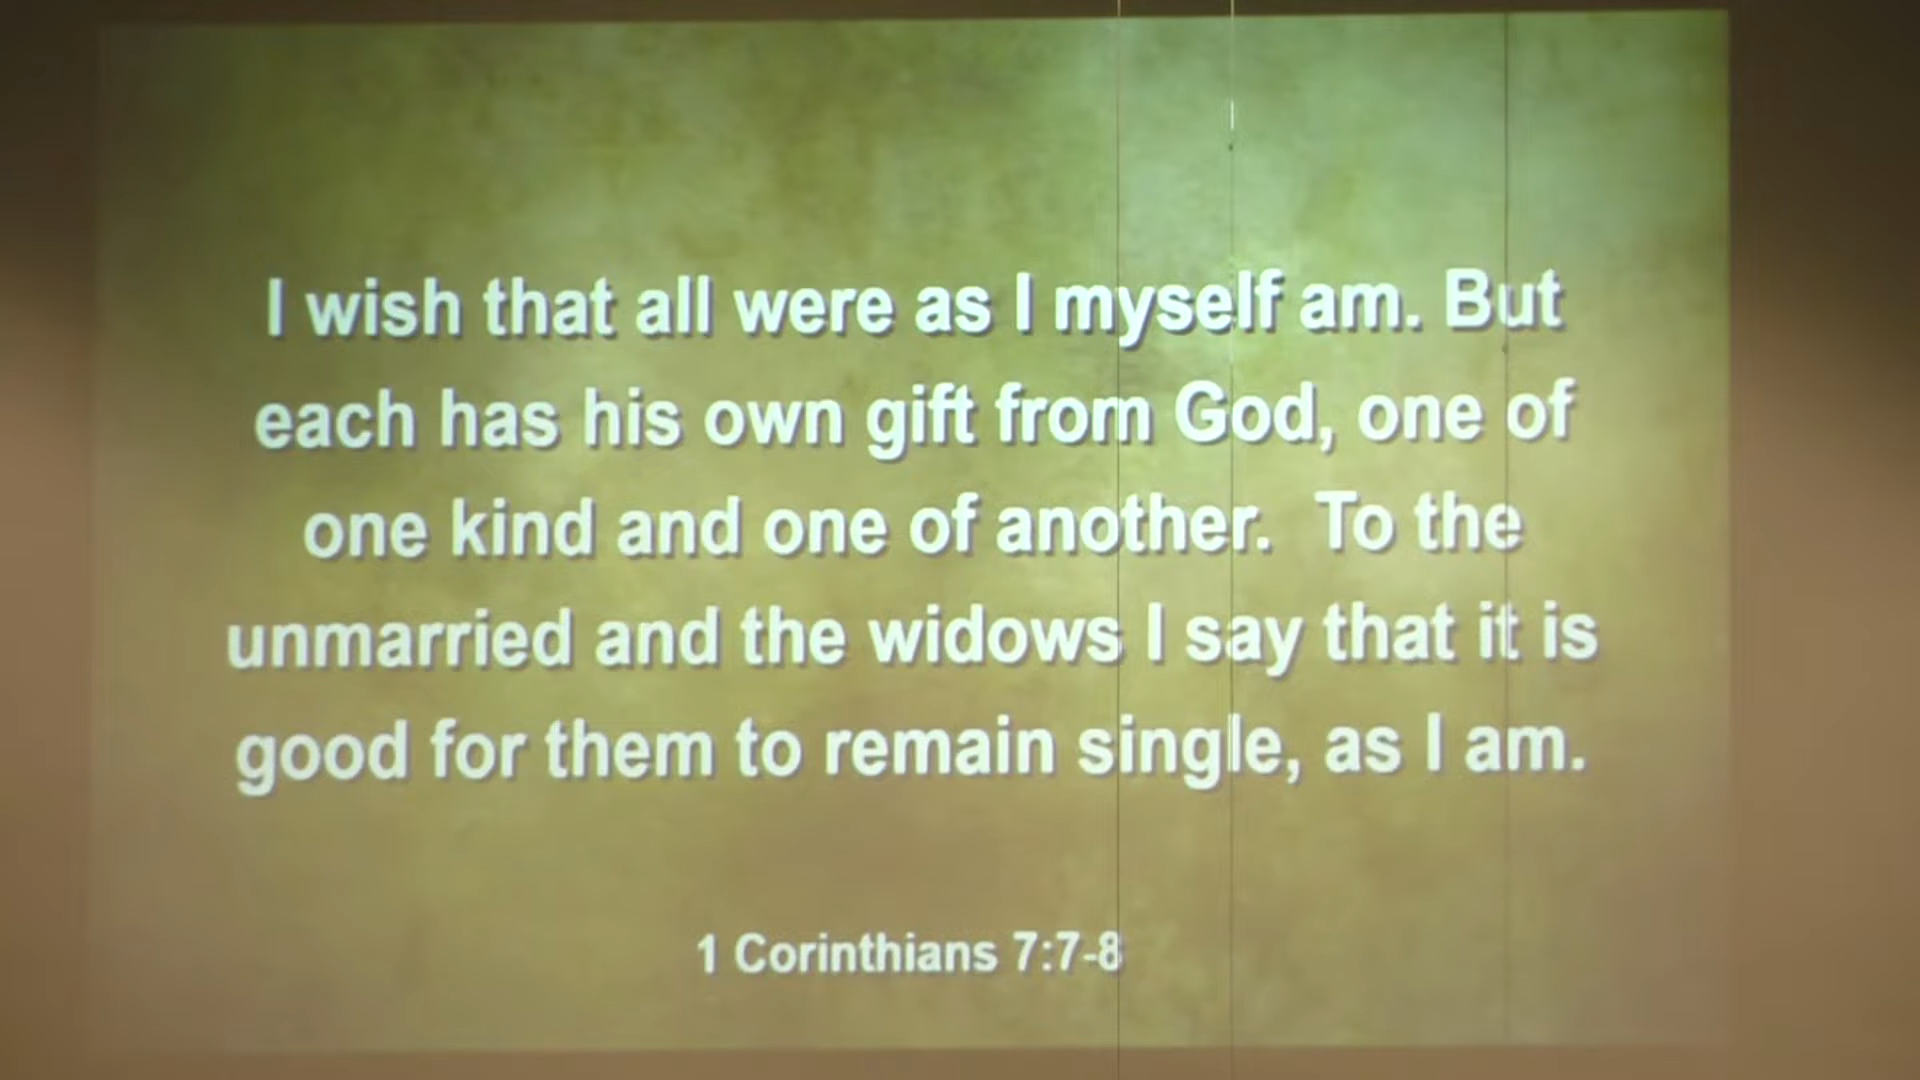 I wish that all were as I myself am. But
each has his own gift from God, one of
one kind and one of another.  To the
unmarried and the widows I say that it is
good for them to remain single, as I am.
1 Corinthians 7:7-8